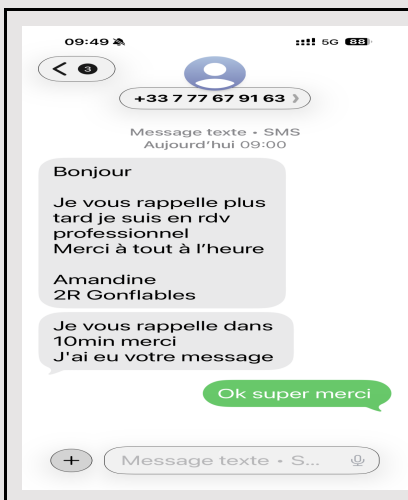 09:49
5G 88
3
+33 7 77 67 91 63
Message texte • SMS
Aujourd'hui 09:00
Bonjour
Je vous rappelle plus
tard je suis en rdv
professionnel
Merci à tout à l'heure
Amandine
2R Gonflables
Je vous rappelle dans
10min merci
J'ai eu votre message
Ok super merci
Message texte • S...